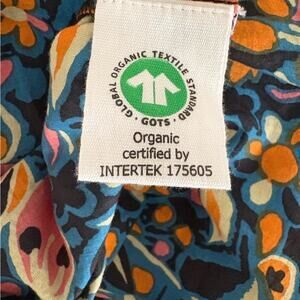 GLOBAL ORGANIC TEXTILE STANDARD
· GOTS ·
Organic
certified by
INTERTEK 175605